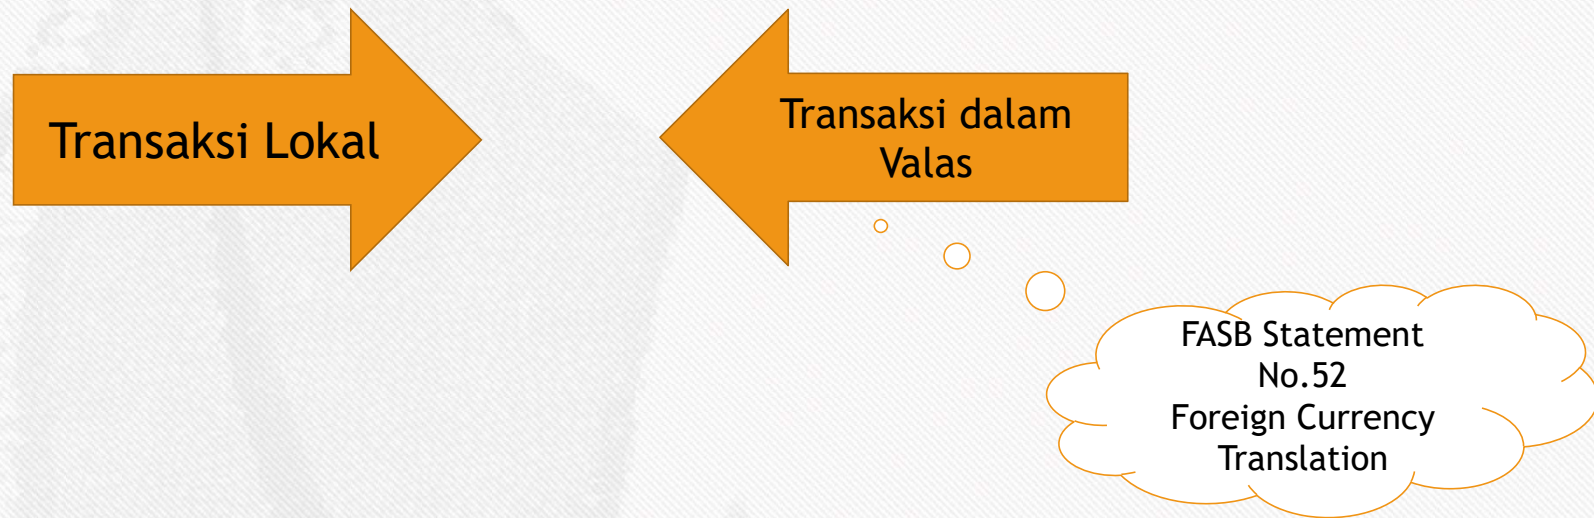 Transaksi Lokal
Transaksi dalam
Valas
FASB Statement
No.52
Foreign Currency
Translation